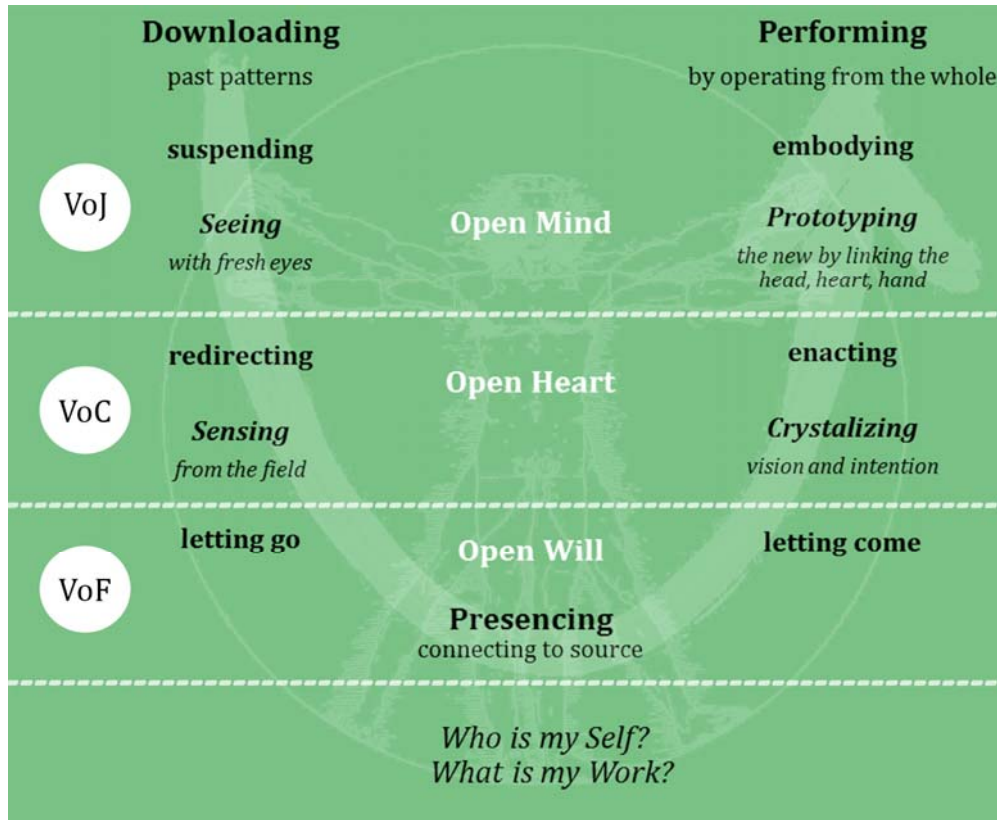 Downloading
past patterns
Performing
by operating from the whole
VoJ
suspending
Seeing
with fresh eyes
Open Mind
embodying
Prototyping
the new by linking the
head, heart, hand
VoC
redirecting
Sensing
from the field
Open Heart
enacting
Crystalizing
vision and intention
VoF
letting go
Open Will
letting come
Presencing
connecting to source
Who is my Self?
What is my Work?